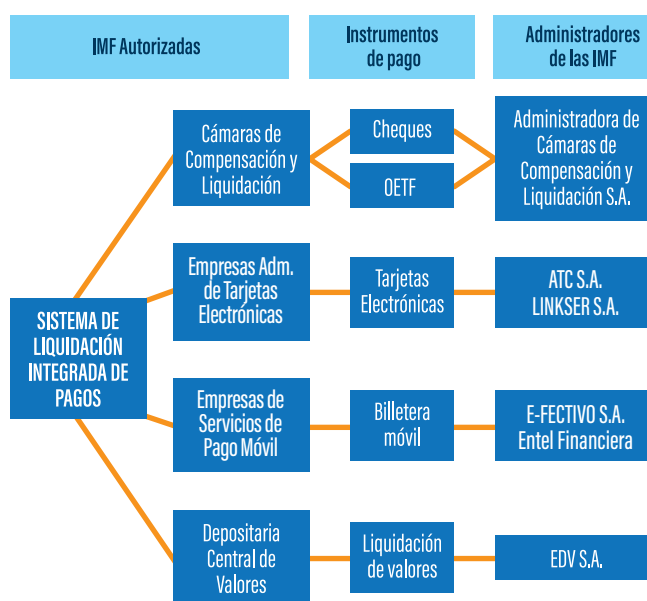 IMF Autorizadas
Instrumentos
de pago
Administradores
de las IMF
SISTEMA DE
LIQUIDACIÓN
INTEGRADA DE
PAGOS
Cámaras de
Compensación y
Liquidación
Cheques
OETF
Administradora de
Cámaras de
Compensación y
Liquidación S.A.
Empresas Adm.
de Tarjetas
Electrónicas
Tarjetas
Electrónicas
ATC S.A.
LINKSER S.A.
Empresas de
Servicios de
Pago Móvil
Billetera
móvil
E-FECTIVO S.A.
Entel Financiera
Depositaria
Central de
Valores
Liquidación
de valores
EDV S.A.